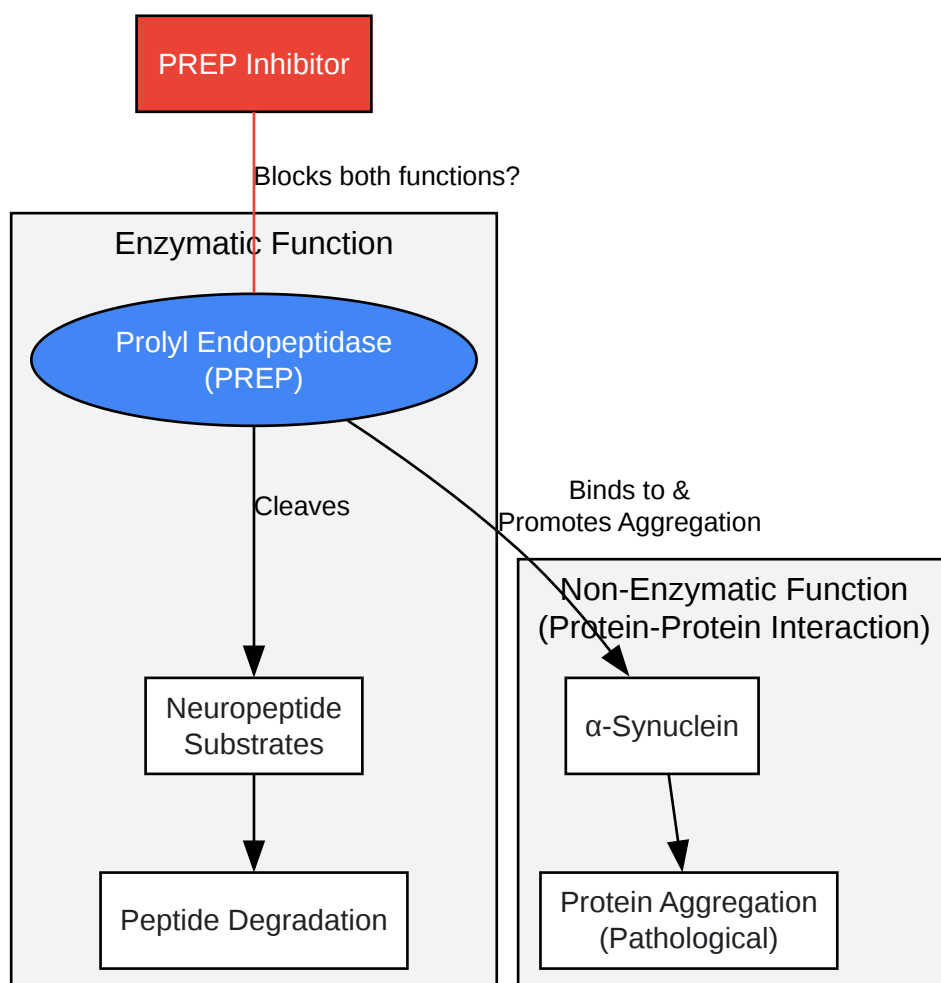 PREP Inhibitor
Blocks both functions?
Enzymatic Function
Prolyl Endopeptidase
(PREP)
Cleaves
Binds to &
Promotes Aggregation
Non-Enzymatic Function
(Protein-Protein Interaction)
Neuropeptide
Substrates
α-Synuclein
Peptide Degradation
Protein Aggregation
(Pathological)